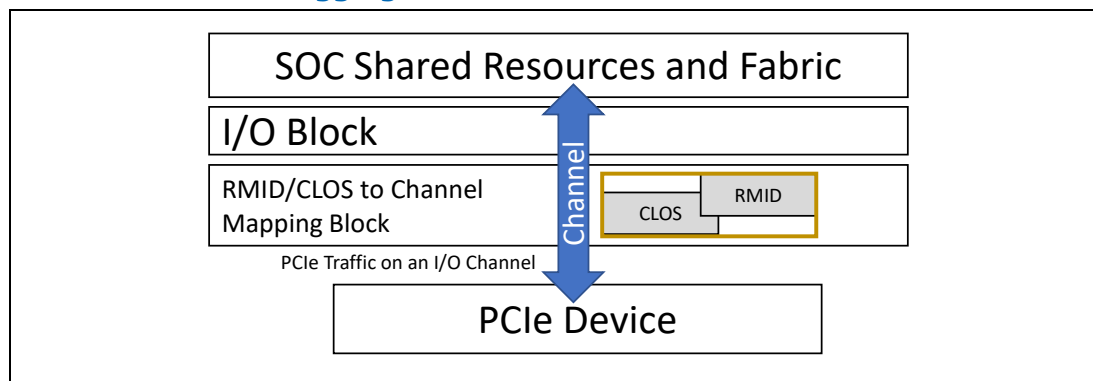 SOC Shared Resources and Fabric
I/O Block
RMID/CLOS to Channel
Mapping Block
Channel
CLOS
RMID
PCIe Traffic on an I/O Channel
PCIe Device